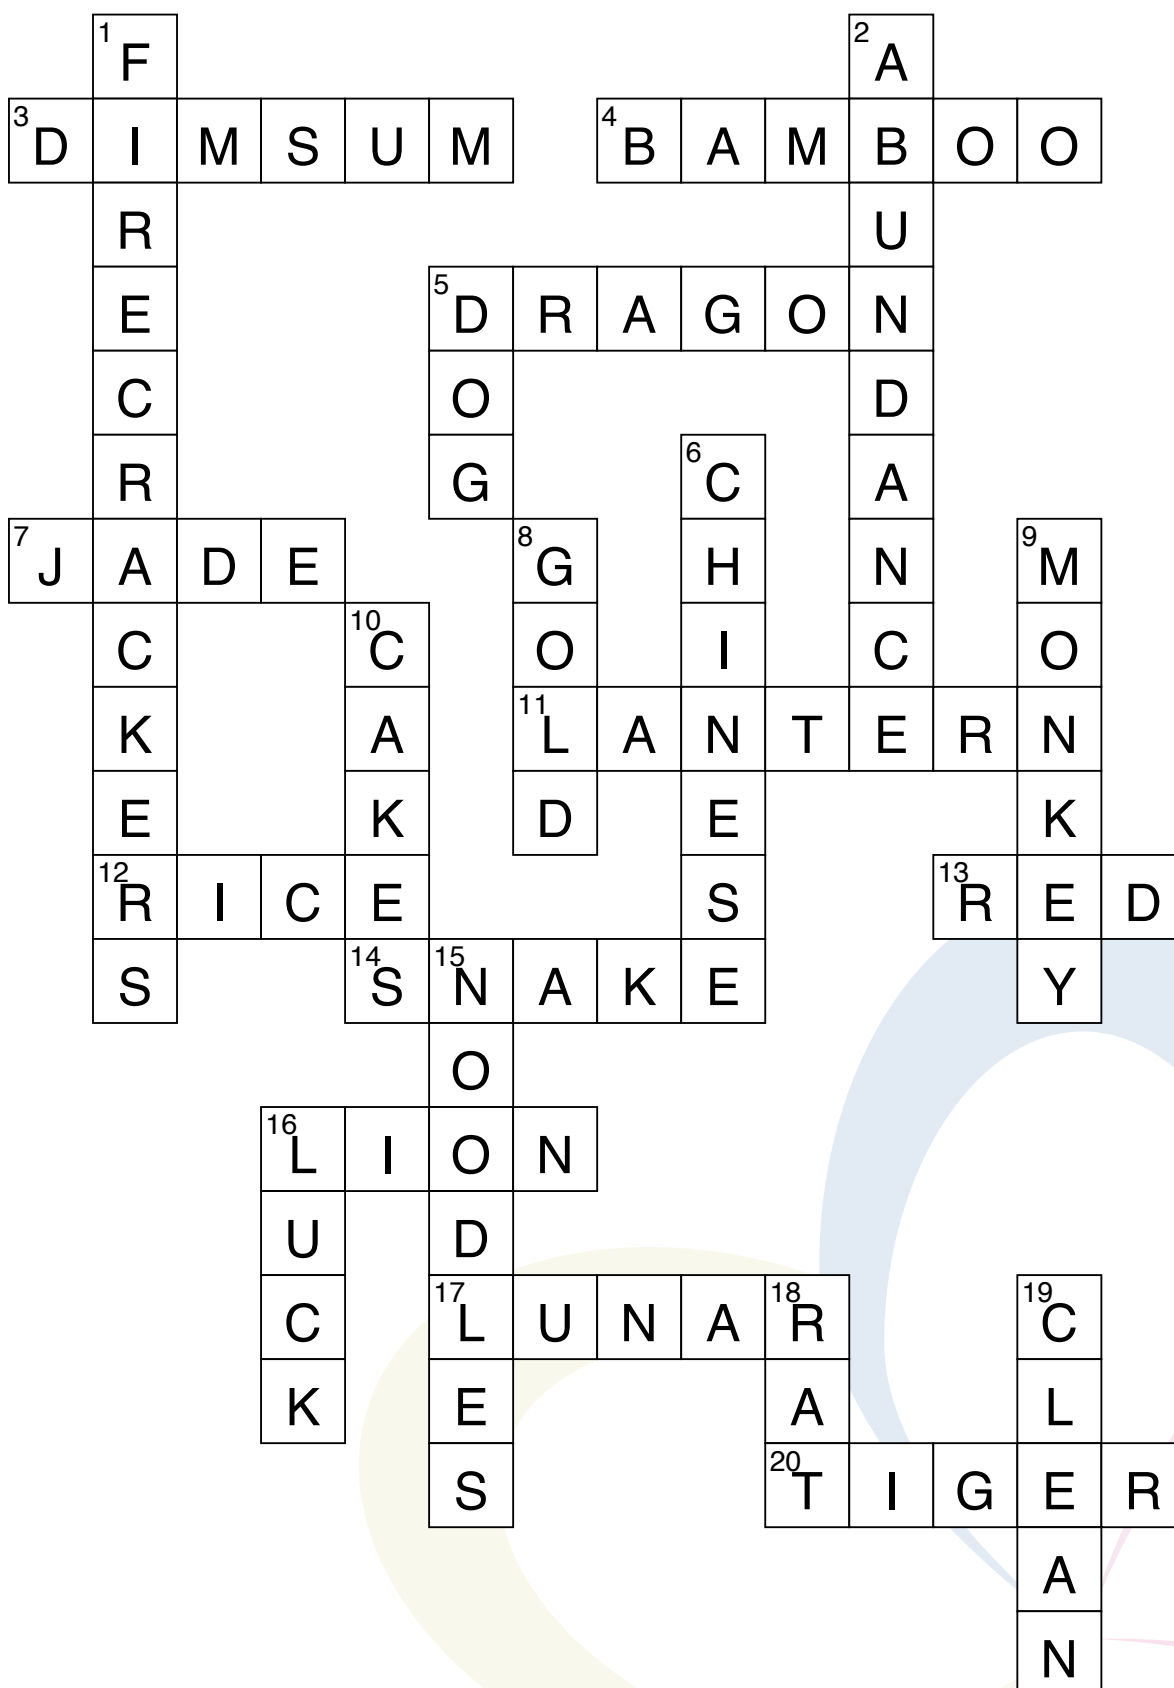 1 F 2 A
3 D I M S U M 4 B A M B O O
R U
E 5 D R A G O N
C O D
R G 6 C A
7 J A D E 8 G H N 9 M
C 10 C O I C O
K A 11 L A N T E R N
E K D E K
12 R I C E S 13 R E D
S 14 S 15 N A K E Y
O
16 L I O N
U D
C 17 L U N A 18 R 19 C
K E A L
S 20 T I G E R
A
N